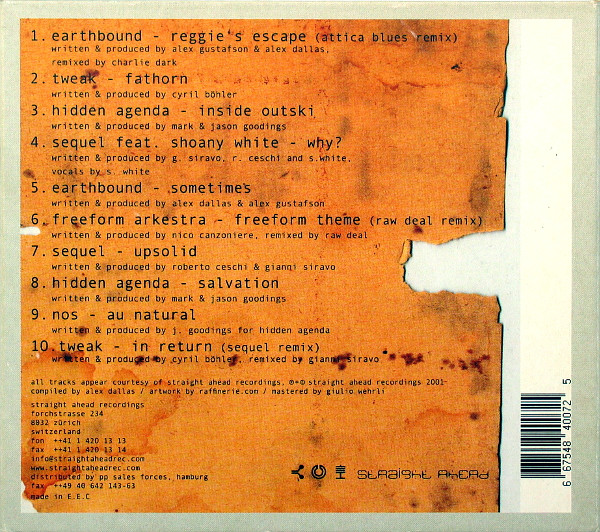 1. earthbound - reggie's escape (attica blues remix)
written & produced by alex gustafson & alex dallas,
remixed by charlie dark
2. tweak - fathorn
written & produced by cyril böhler
3. hidden agenda - inside outski
written & produced by mark & jason goodings
4. sequel feat. shoany white - why?
written & produced by g. siravo, r. ceschi and s.white,
vocals by s. white
5. earthbound - sometimes
written & produced by alex dallas & alex gustafson
6. freeform arkestra - freeform theme (raw deal remix)
written & produced by nico canzoniere, remixed by raw deal
7. sequel - upsolid
written & produced by roberto ceschi & gianni siravo
8. hidden agenda - salvation
written & produced by mark & jason goodings
9. nos - au natural
written & produced by j. goodings for hidden agenda
10. tweak - in return (sequel remix)
written & produced by cyril böhler, remixed by gianni siravo
all tracks appear courtesy of straight ahead recordings, ℗+© straight ahead recordings 2001
compiled by alex dallas / artwork by raffinerie.com / mastered by giulio wehrli
straight ahead recordings
forchstrasse 234
8032 zürich
switzerland
fon ++41 1 420 13 13
fax ++41 1 420 13 14
info@straightaheadrec.com
www.straightaheadrec.com
distributed by pp sales forces, hamburg
fax ++49 40 642 143-63
made in E.E.C
straight ahead
6 67548 40072 5